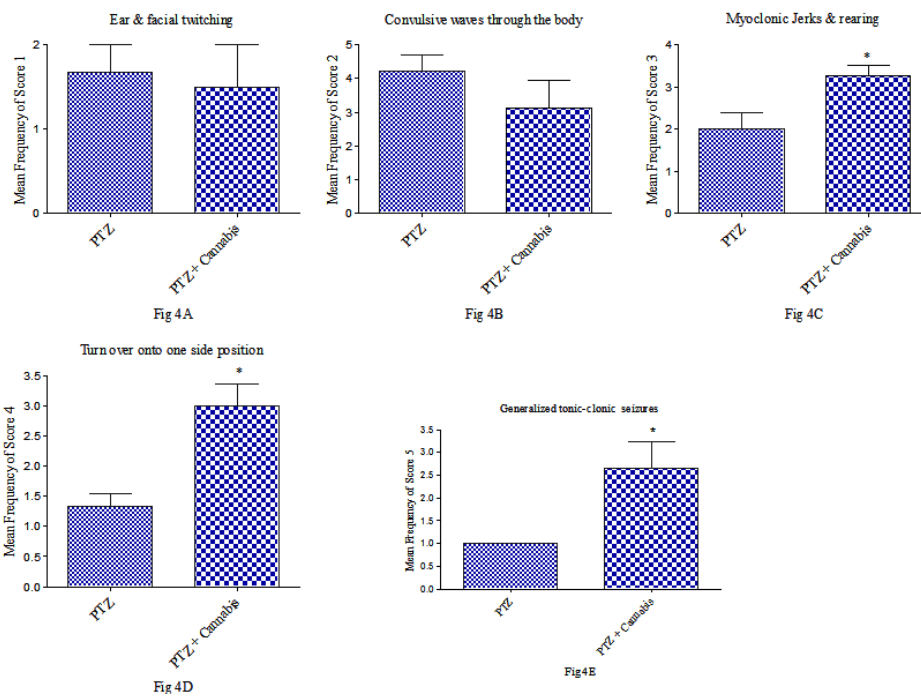 Ear & facial twitching
Mean Frequency of Score 1
2
1
0
PTZ
PTZ + Cannabis
Fig 4A
Convulsive waves through the body
Mean Frequency of Score 2
5
4
3
2
1
0
PTZ
PTZ + Cannabis
Fig 4B
Myoclonic Jerks & rearing
Mean Frequency of Score 3
4
3
2
1
0
*
PTZ
PTZ + Cannabis
Fig 4C
Turn over onto one side position
Mean Frequency of Score 4
3.5
3.0
2.5
2.0
1.5
1.0
0.5
0.0
*
PTZ
PTZ + Cannabis
Fig 4D
Generalized tonic-clonic seizures
Mean Frequency of Score 5
3.5
3.0
2.5
2.0
1.5
1.0
0.5
0.0
*
PTZ
PTZ + Cannabis
Fig4E